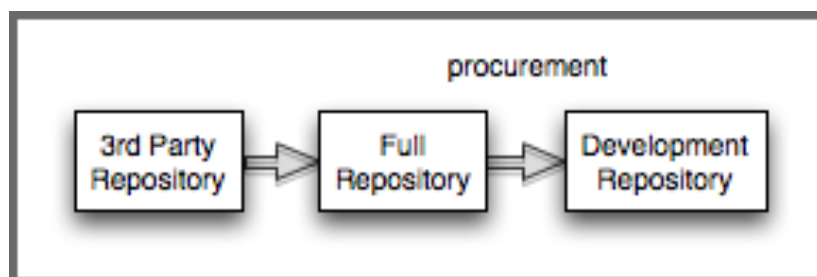 procurement
3rd Party
Repository
Full
Repository
Development
Repository